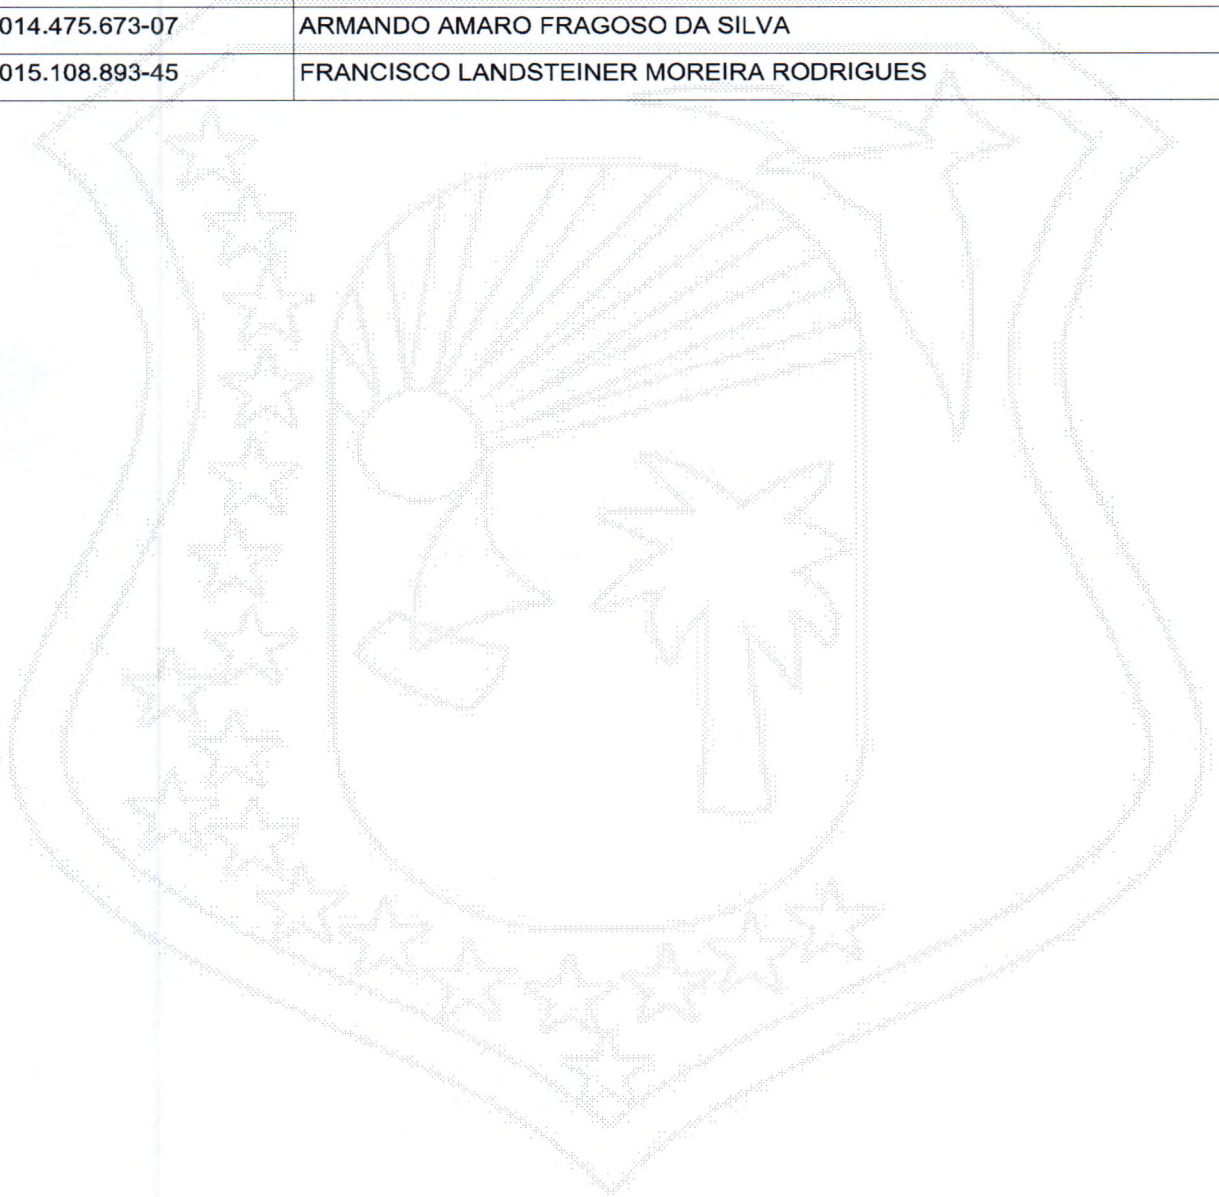 014.475.673-07 ARMANDO AMARO FRAGOSO DA SILVA
015.108.893-45 FRANCISCO LANDSTEINER MOREIRA RODRIGUES